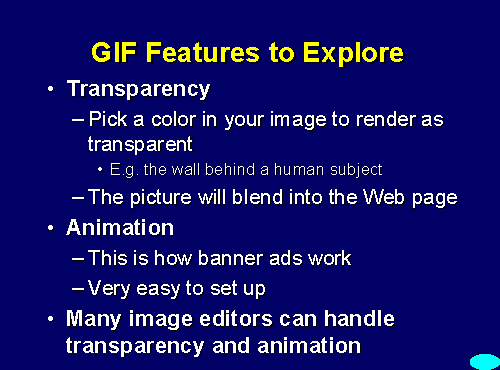 GIF Features to Explore
• Transparency
– Pick a color in your image to render as
transparent
• E.g. the wall behind a human subject
– The picture will blend into the Web page
• Animation
– This is how banner ads work
– Very easy to set up
• Many image editors can handle
transparency and animation